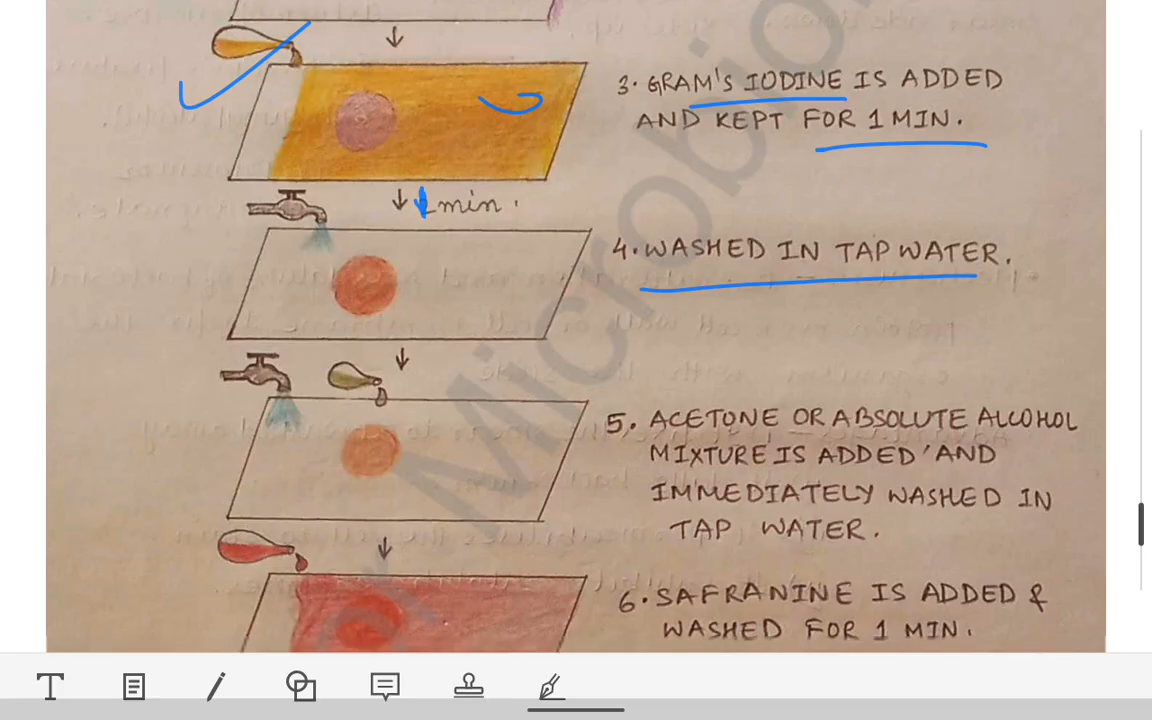 3. GRAM'S IODINE IS ADDED
AND KEPT FOR 1 MIN.
min.
4. WASHED IN TAP WATER.
5. ACETONE OR ABSOLUTE ALCOHOL
MIXTURE IS ADDED AND
IMMEDIATELY WASHED IN
TAP WATER.
6. SAFRANINE IS ADDED &
WASHED FOR 1 MIN.
Microbio
T